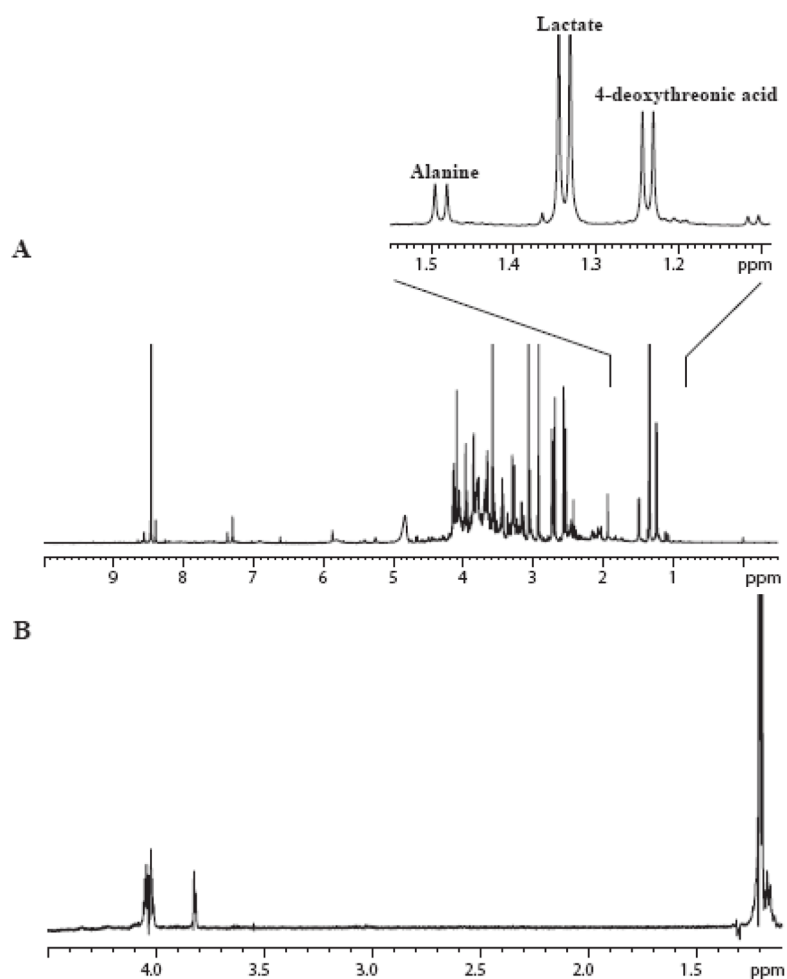 Lactate
4-deoxythreonic acid
Alanine
1.5 1.4 1.3 1.2 ppm
A
9 8 7 6 5 4 3 2 1 ppm
B
4.0 3.5 3.0 2.5 2.0 1.5 ppm